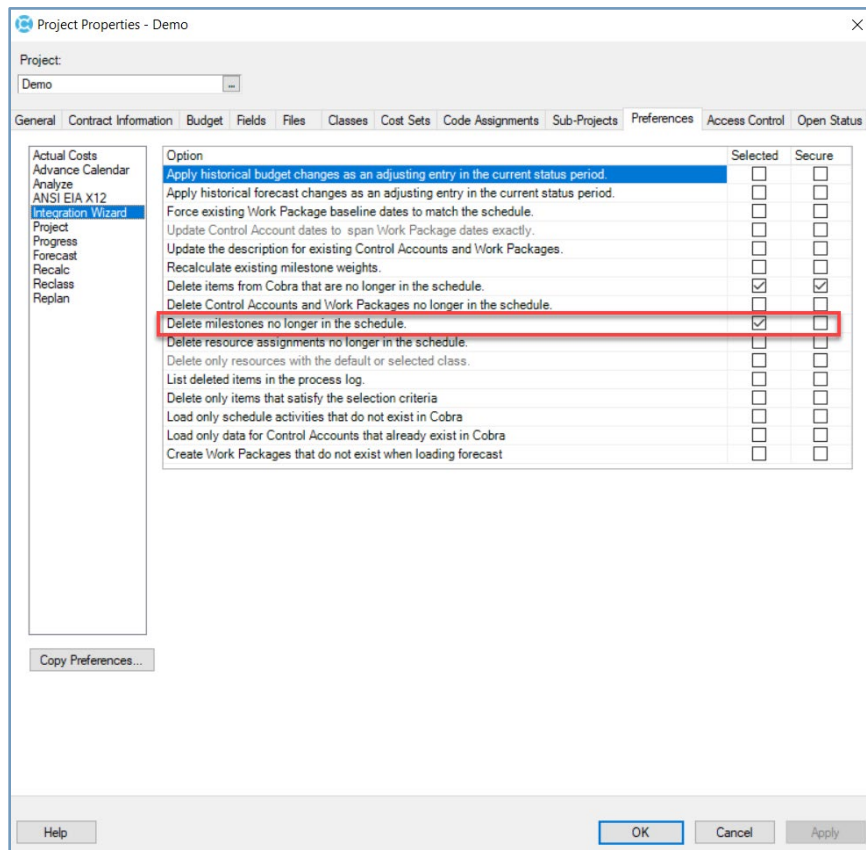 Project Properties - Demo
Project:
Demo
...
General Contract Information Budget Fields Files Classes Cost Sets Code Assignments Sub-Projects Preferences Access Control Open Status
Actual Costs
Advance Calendar
Analyze
ANSI EIA X12
Integration Wizard
Project
Progress
Forecast
Recalc
Reclass
Replan
Option Selected Secure
Apply historical budget changes as an adjusting entry in the current status period.
Apply historical forecast changes as an adjusting entry in the current status period.
Force existing Work Package baseline dates to match the schedule.
Update Control Account dates to span Work Package dates exactly.
Update the description for existing Control Accounts and Work Packages.
Recalculate existing milestone weights.
Delete items from Cobra that are no longer in the schedule.
Delete Control Accounts and Work Packages no longer in the schedule.
Delete milestones no longer in the schedule.
Delete resource assignments no longer in the schedule.
Delete only resources with the default or selected class.
List deleted items in the process log.
Delete only items that satisfy the selection criteria
Load only schedule activities that do not exist in Cobra
Load only data for Control Accounts that already exist in Cobra
Create Work Packages that do not exist when loading forecast
Copy Preferences...
Help OK Cancel Apply